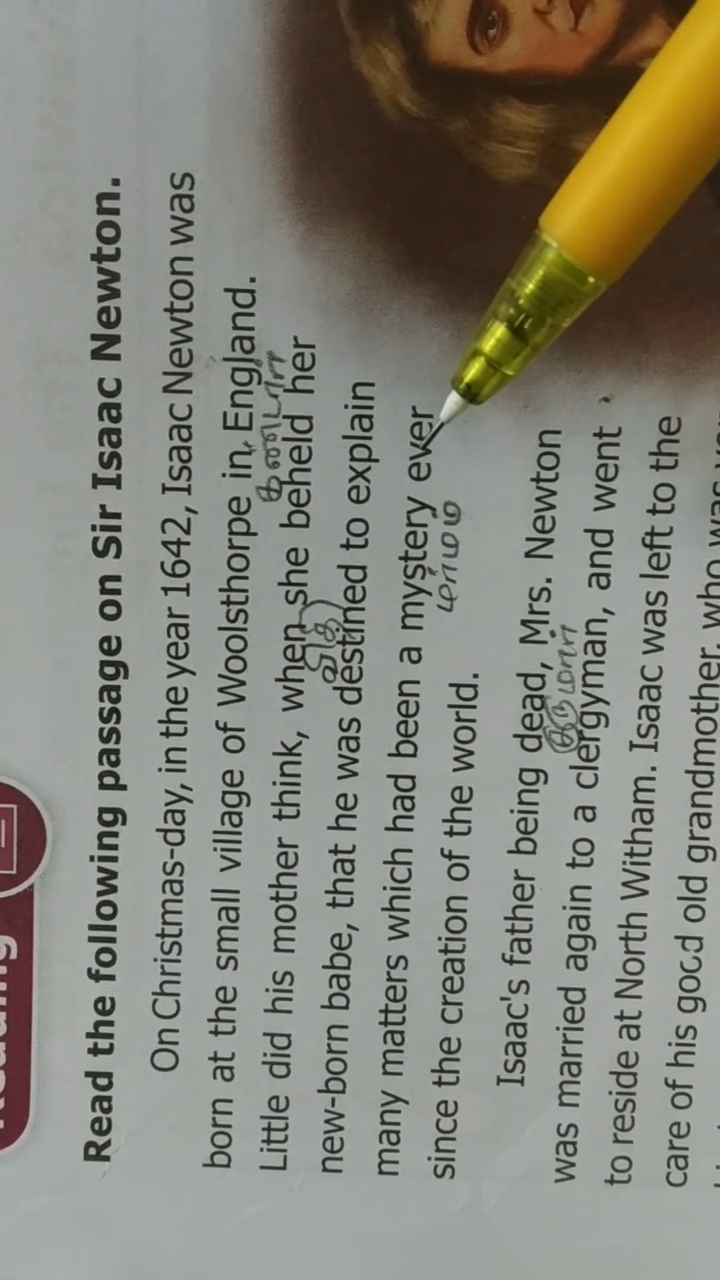 Reading
Read the following passage on Sir Isaac Newton.
On Christmas-day, in the year 1642, Isaac Newton was
born at the small village of Woolsthorpe in England.
கண்டார்
Little did his mother think, when she beheld her
விதி
new-born babe, that he was destined to explain
many matters which had been a mystery ever
since the creation of the world.
Isaac's father being dead, Mrs. Newton
was married again to a clergyman, and went
to reside at North Witham. Isaac was left to the
care of his good old grandmother, who was